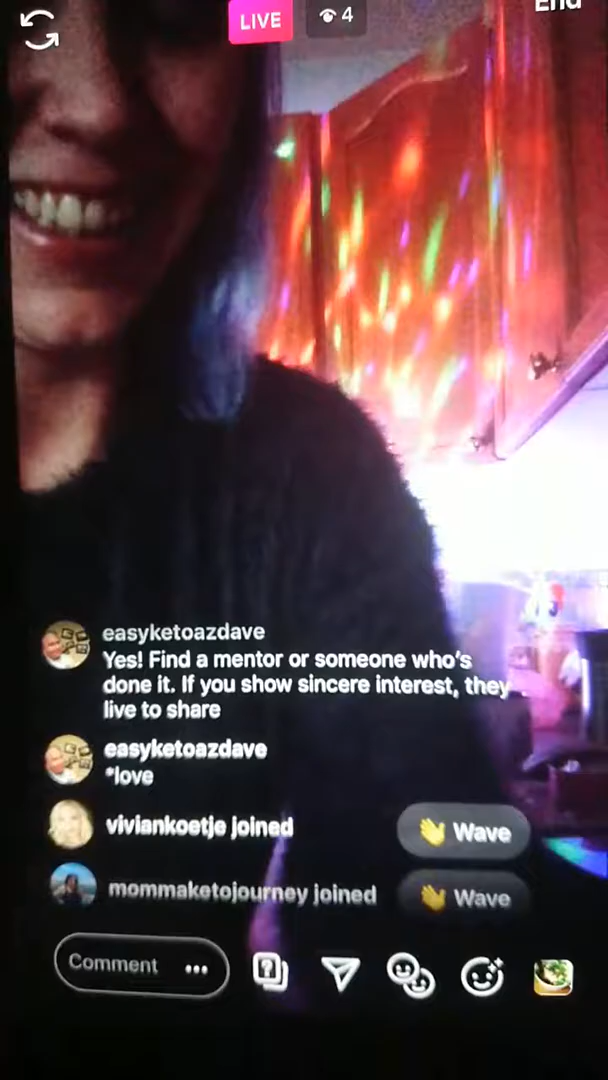 LIVE
4
End
easyketoazdave
Yes! Find a mentor or someone who's
done it. If you show sincere interest, they
live to share
easyketoazdave
*love
viviankoetje joined
Wave
mommaketojourney joined
Wave
Comment